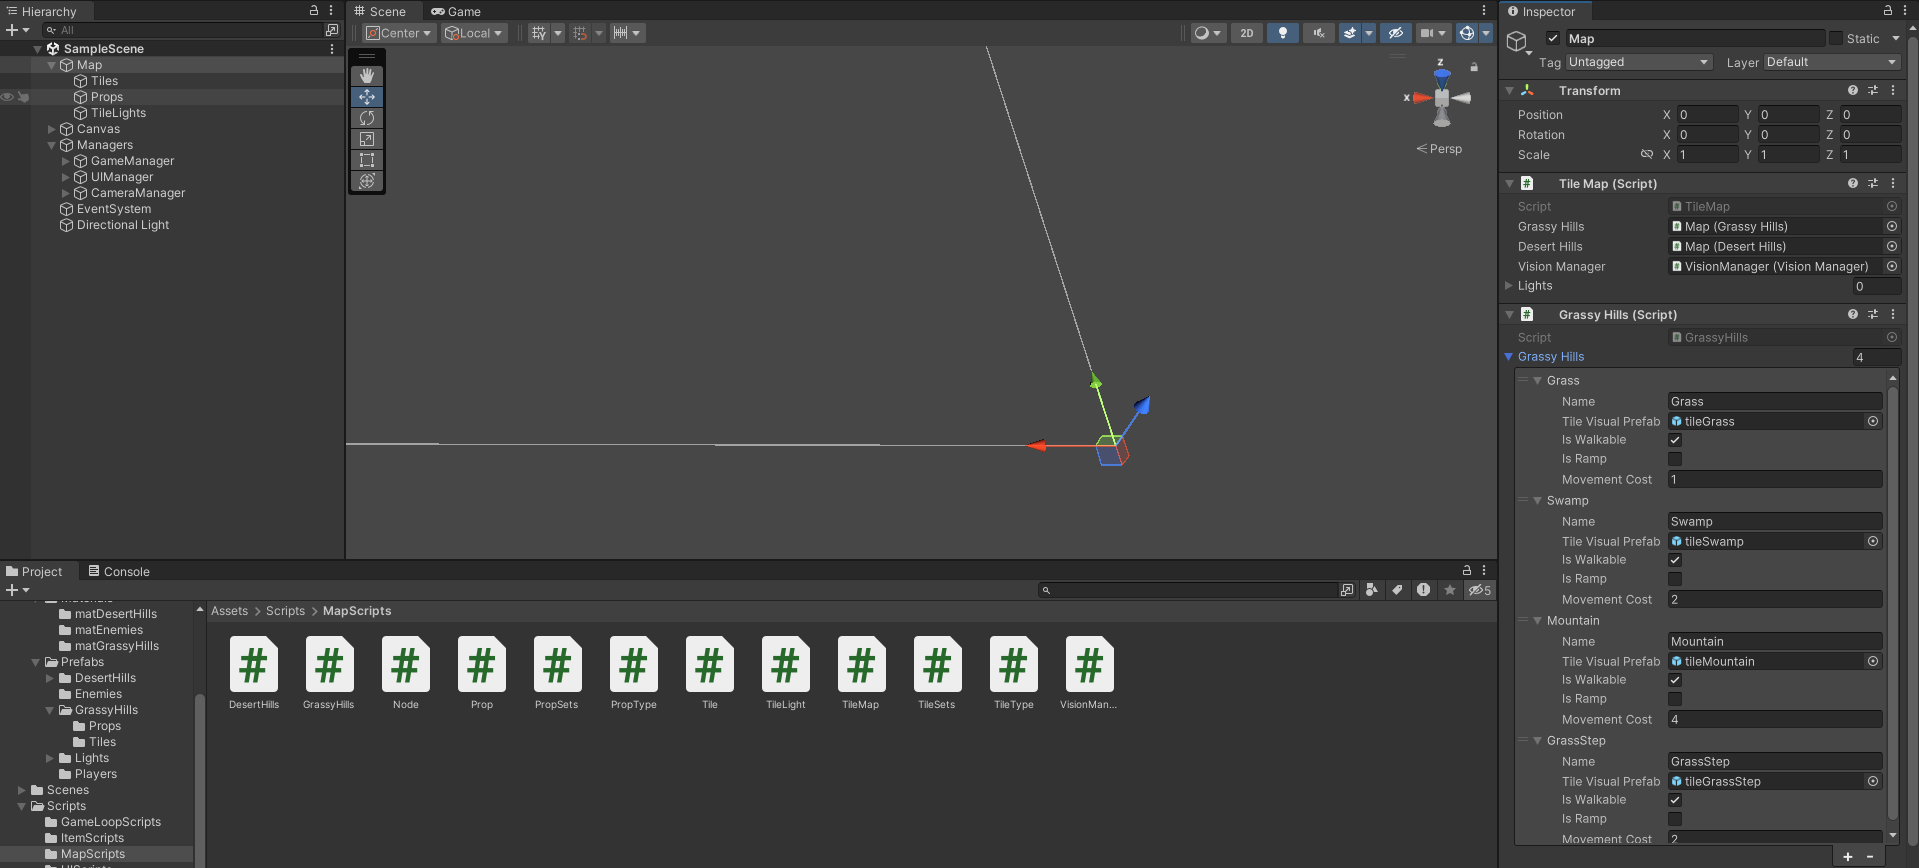 Hierarchy
All
SampleScene
Map
Tiles
Props
TileLights
Canvas
Managers
GameManager
UIManager
CameraManager
EventSystem
Directional Light
Scene
Game
Center
Local
2D
z
x
Persp
Inspector
Map
Static
Tag Untagged
Layer Default
Transform
Position X 0 Y 0 Z 0
Rotation X 0 Y 0 Z 0
Scale X 1 Y 1 Z 1
Tile Map (Script)
Script TileMap
Grassy Hills Map (Grassy Hills)
Desert Hills Map (Desert Hills)
Vision Manager VisionManager (Vision Manager)
Lights 0
Grassy Hills (Script)
Script GrassyHills
Grassy Hills 4
Grass
Name Grass
Tile Visual Prefab tileGrass
Is Walkable
Is Ramp
Movement Cost 1
Swamp
Name Swamp
Tile Visual Prefab tileSwamp
Is Walkable
Is Ramp
Movement Cost 2
Mountain
Name Mountain
Tile Visual Prefab tileMountain
Is Walkable
Is Ramp
Movement Cost 4
GrassStep
Name GrassStep
Tile Visual Prefab tileGrassStep
Is Walkable
Is Ramp
Movement Cost 2
Project
Console
5
matDesertHills
matEnemies
matGrassyHills
Prefabs
DesertHills
Enemies
GrassyHills
Props
Tiles
Lights
Players
Scenes
Scripts
GameLoopScripts
ItemScripts
MapScripts
Assets > Scripts > MapScripts
DesertHills
GrassyHills
Node
Prop
PropSets
PropType
Tile
TileLight
TileMap
TileSets
TileType
VisionMan...